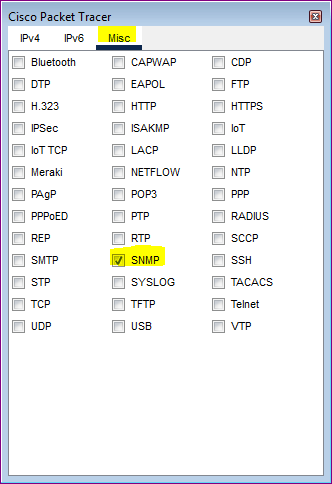 Cisco Packet Tracer
IPv4 IPv6 Misc
Bluetooth CAPWAP CDP
DTP EAPOL FTP
H.323 HTTP HTTPS
IPSec ISAKMP IoT
IoT TCP LACP LLDP
Meraki NETFLOW NTP
PAgP POP3 PPP
PPPoED PTP RADIUS
REP RTP SCCP
SMTP SNMP SSH
STP SYSLOG TACACS
TCP TFTP Telnet
UDP USB VTP